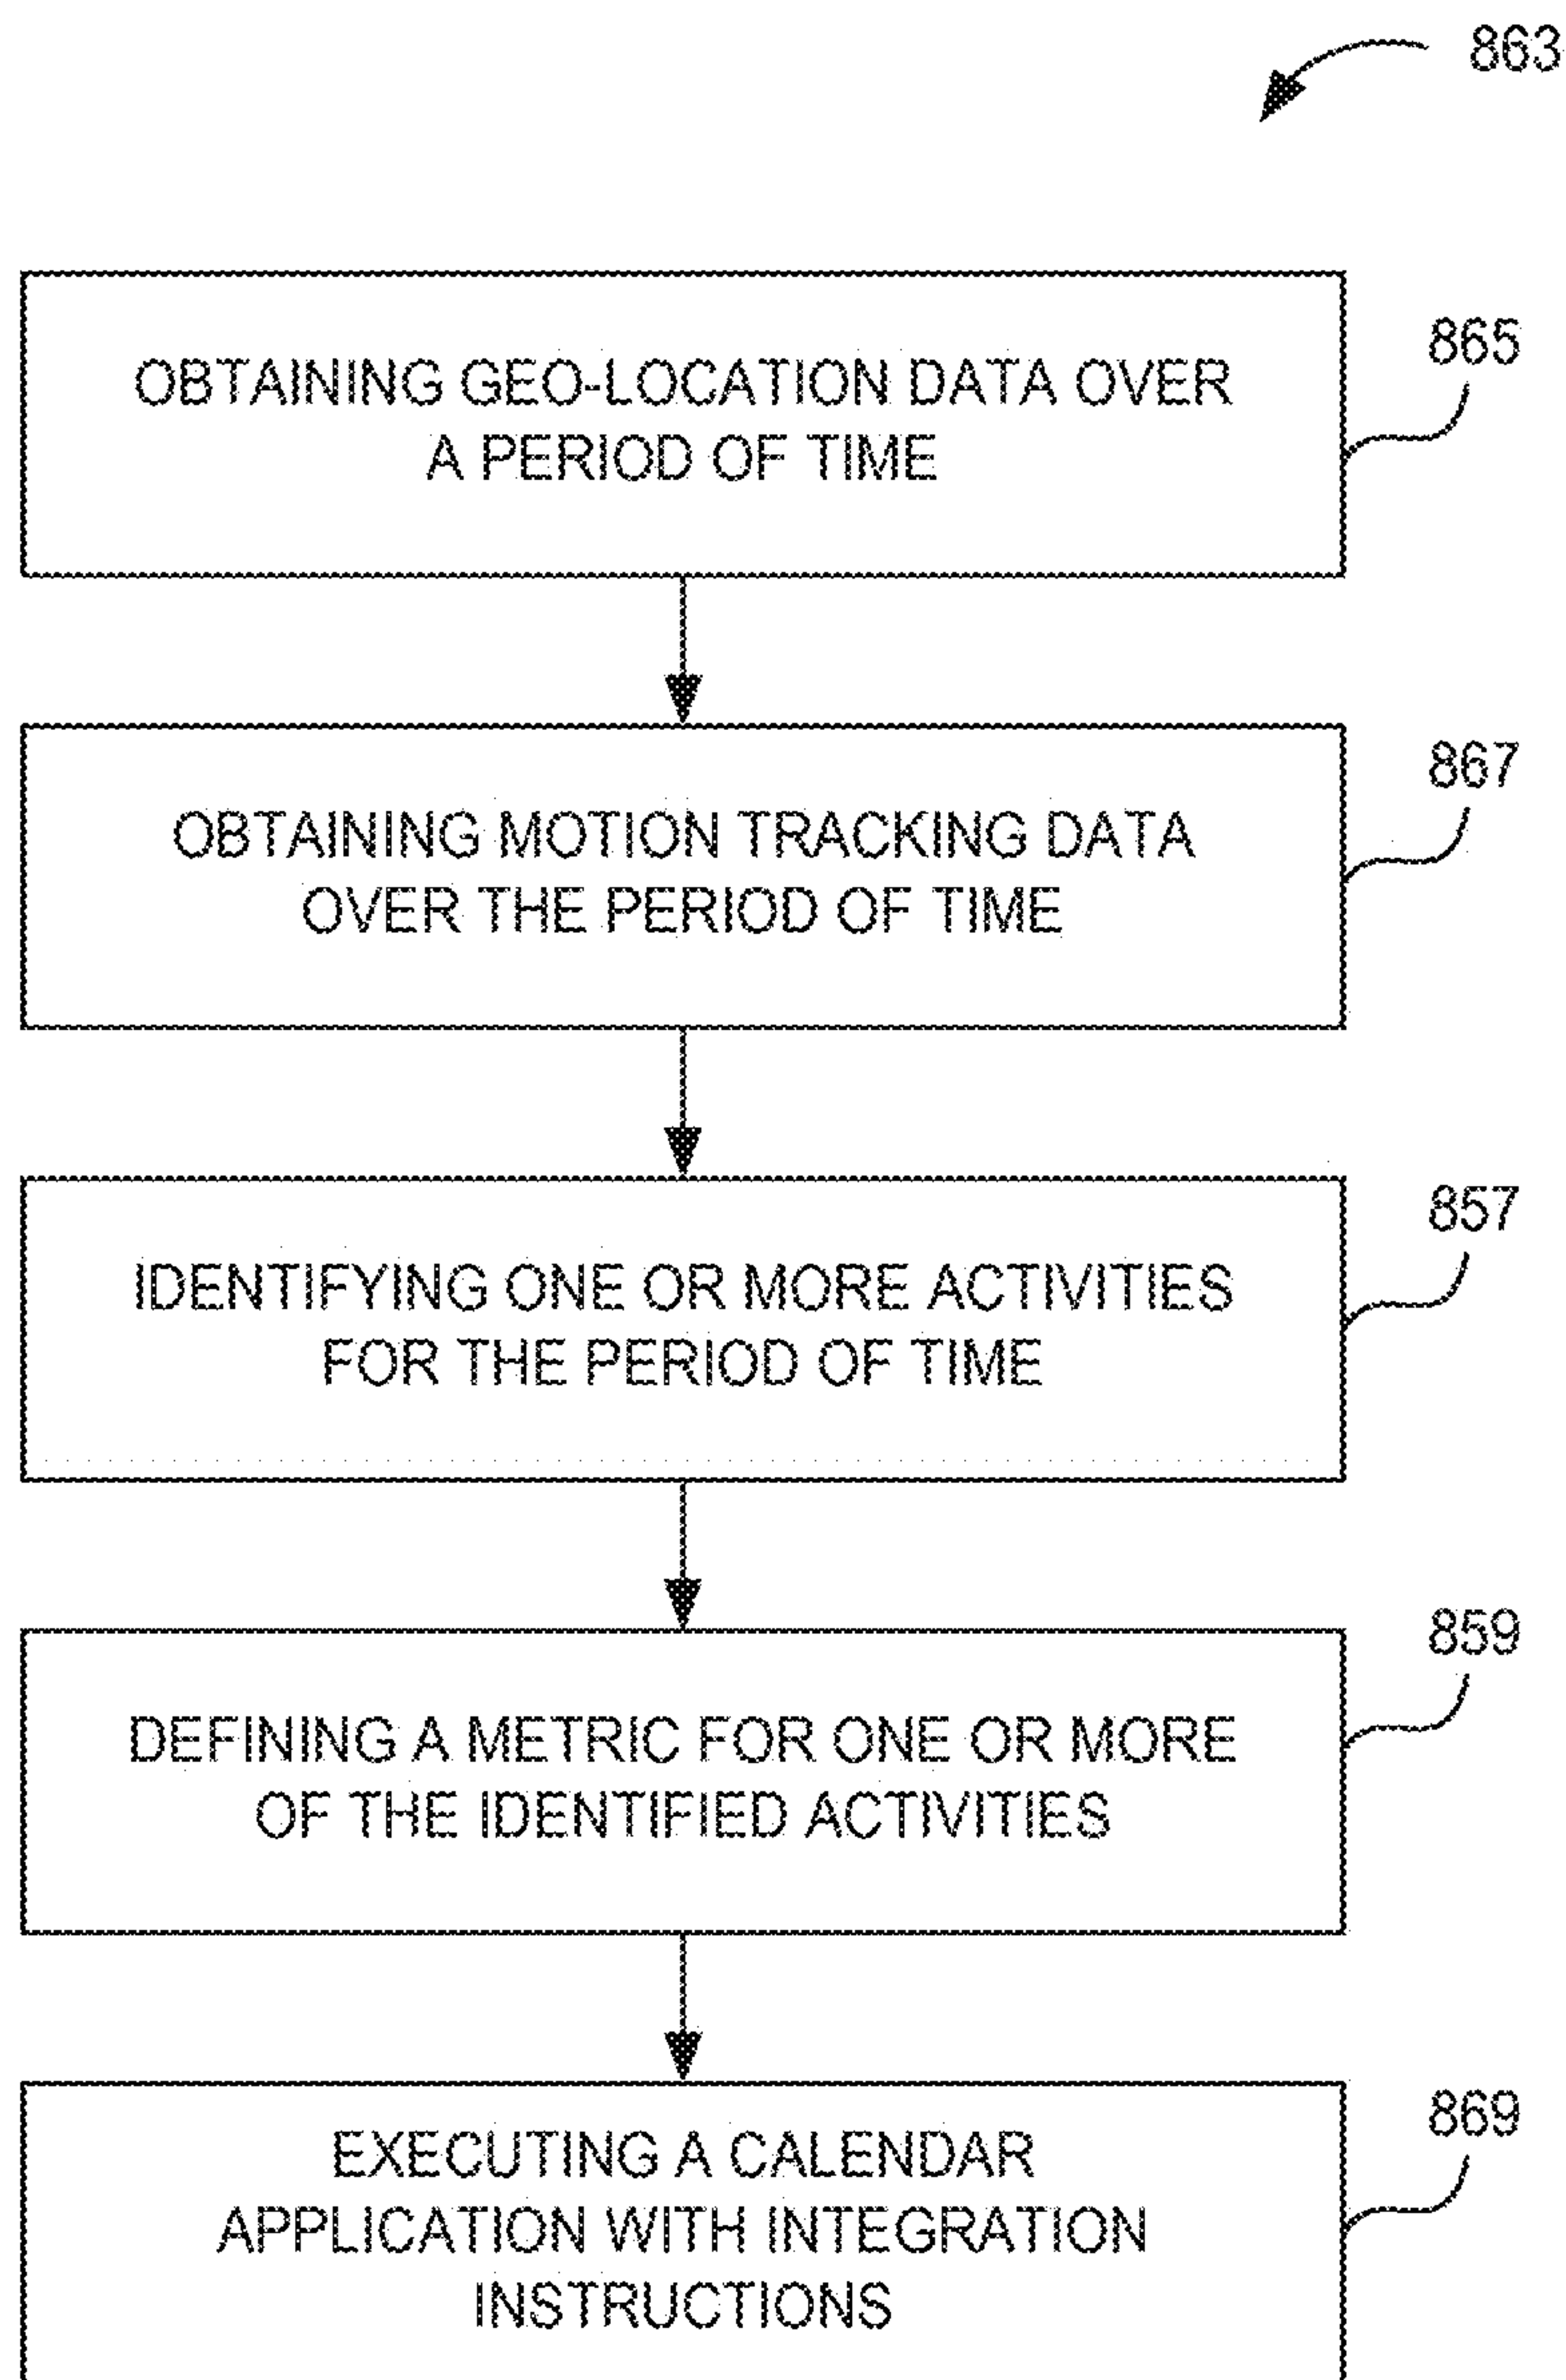 863
OBTAINING GEO-LOCATION DATA OVER
A PERIOD OF TIME
865
OBTAINING MOTION TRACKING DATA
OVER THE PERIOD OF TIME
867
IDENTIFYING ONE OR MORE ACTIVITIES
FOR THE PERIOD OF TIME
857
DEFINING A METRIC FOR ONE OR MORE
OF THE IDENTIFIED ACTIVITIES
859
EXECUTING A CALENDAR
APPLICATION WITH INTEGRATION
INSTRUCTIONS
869